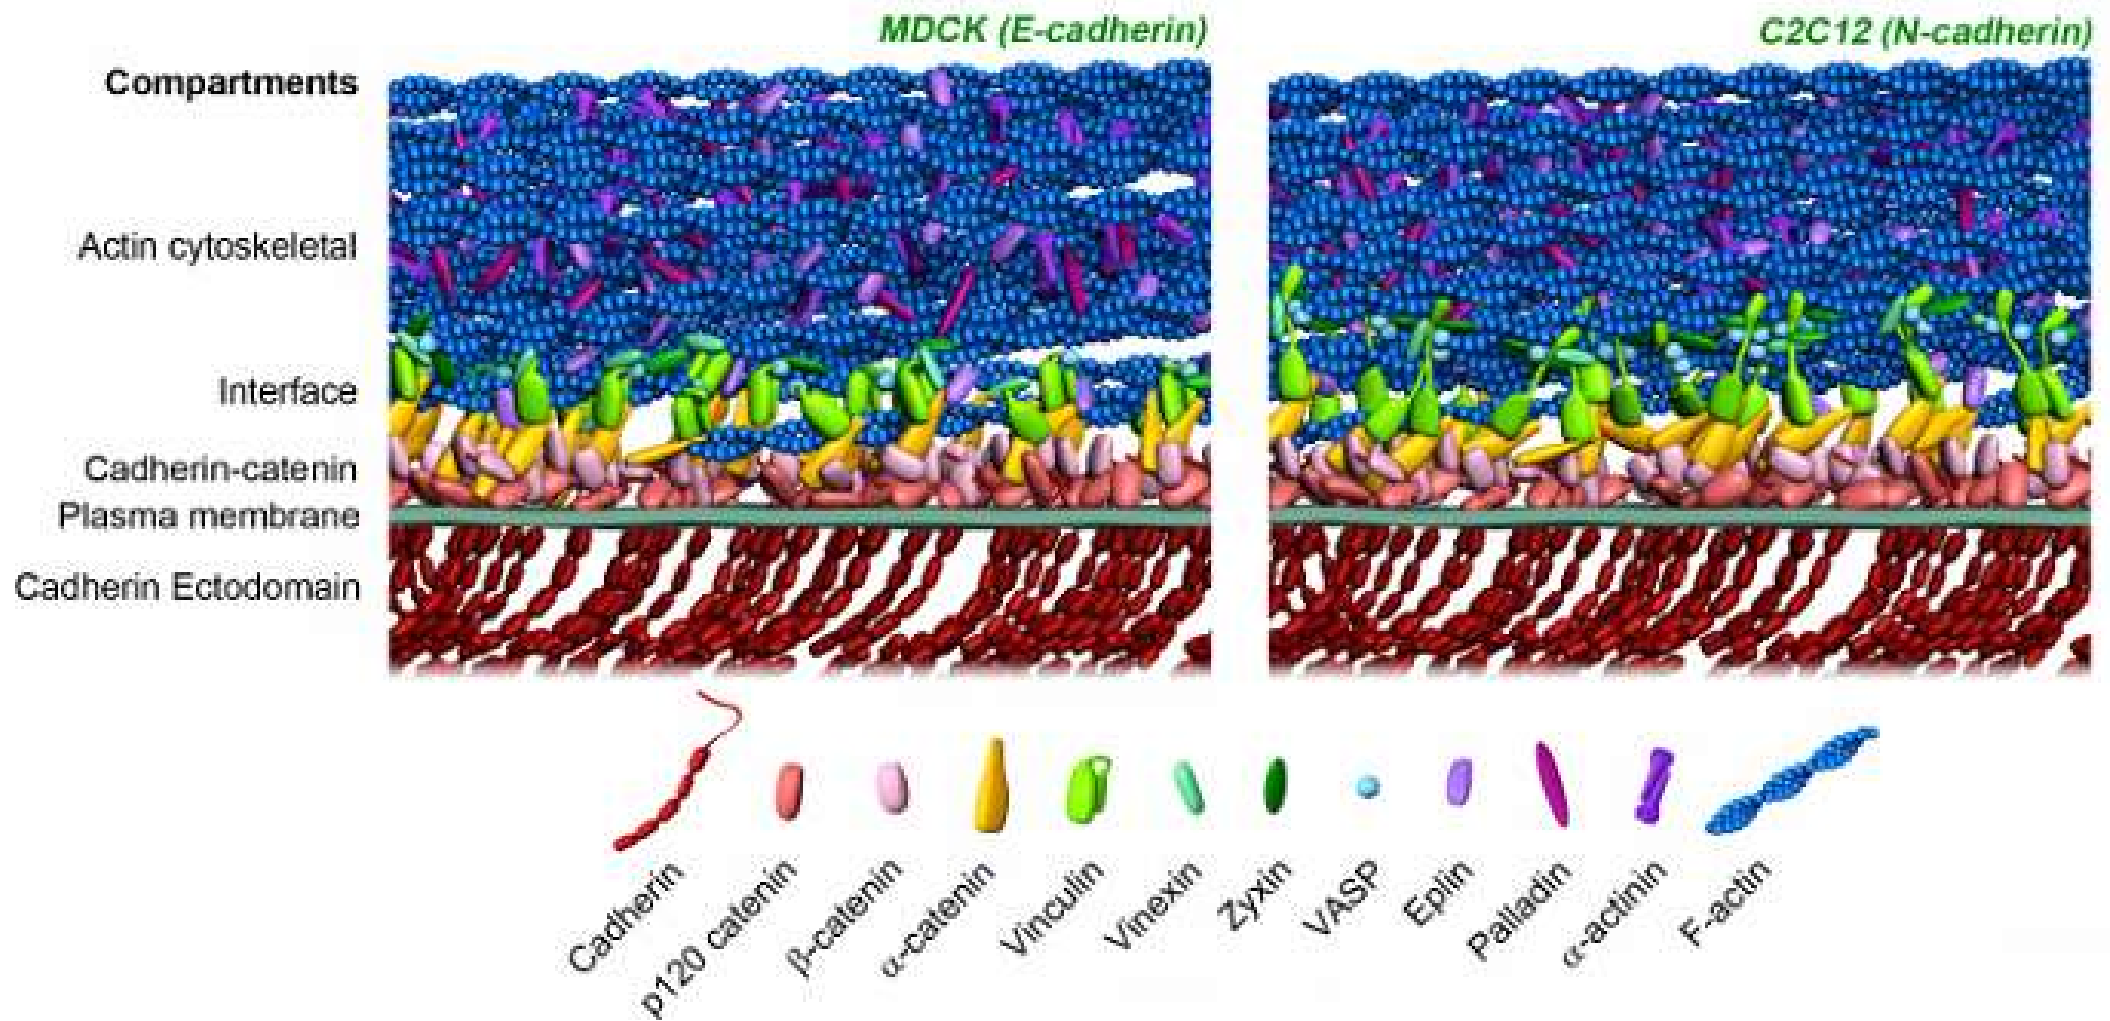 MDCK (E-cadherin)
C2C12 (N-cadherin)
Compartments
Actin cytoskeletal
Interface
Cadherin-catenin
Plasma membrane
Cadherin Ectodomain
Cadherin
p120 catenin
β-catenin
α-catenin
Vinculin
Vinexin
Zyxin
VASP
Eplin
Palladin
α-actinin
F-actin